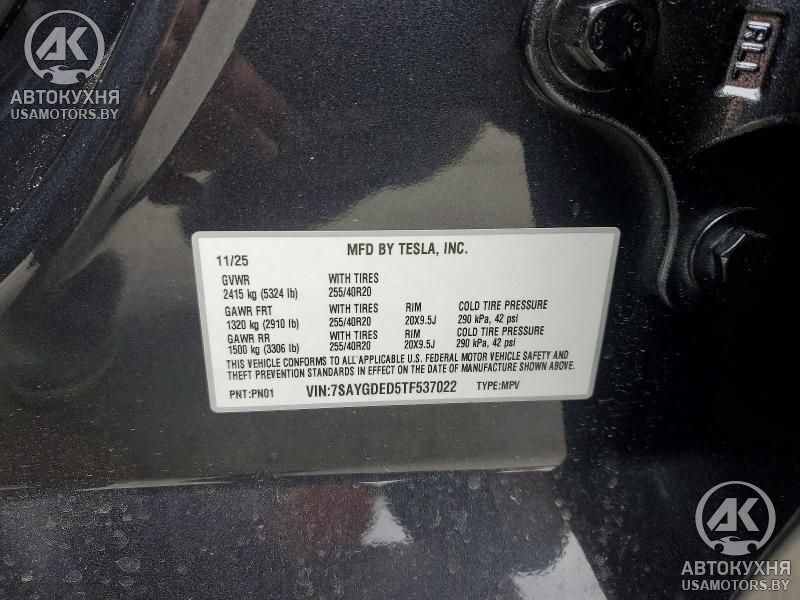 AK
АВТОКУХНЯ
USAMOTORS.BY
RLL
MFD BY TESLA, INC.
11/25
GVWR WITH TIRES
2415 kg (5324 lb) 255/40R20
GAWR FRT WITH TIRES RIM COLD TIRE PRESSURE
1320 kg (2910 lb) 255/40R20 20X9.5J 290 kPa, 42 psi
GAWR RR WITH TIRES RIM COLD TIRE PRESSURE
1500 kg (3306 lb) 255/40R20 20X9.5J 290 kPa, 42 psi
THIS VEHICLE CONFORMS TO ALL APPLICABLE U.S. FEDERAL MOTOR VEHICLE SAFETY AND
THEFT PREVENTION STANDARDS IN EFFECT ON THE DATE OF MANUFACTURE SHOWN ABOVE.
PNT:PN01 VIN:7SAYGDED5TF537022 TYPE:MPV
AK
АВТОКУХНЯ
USAMOTORS.BY